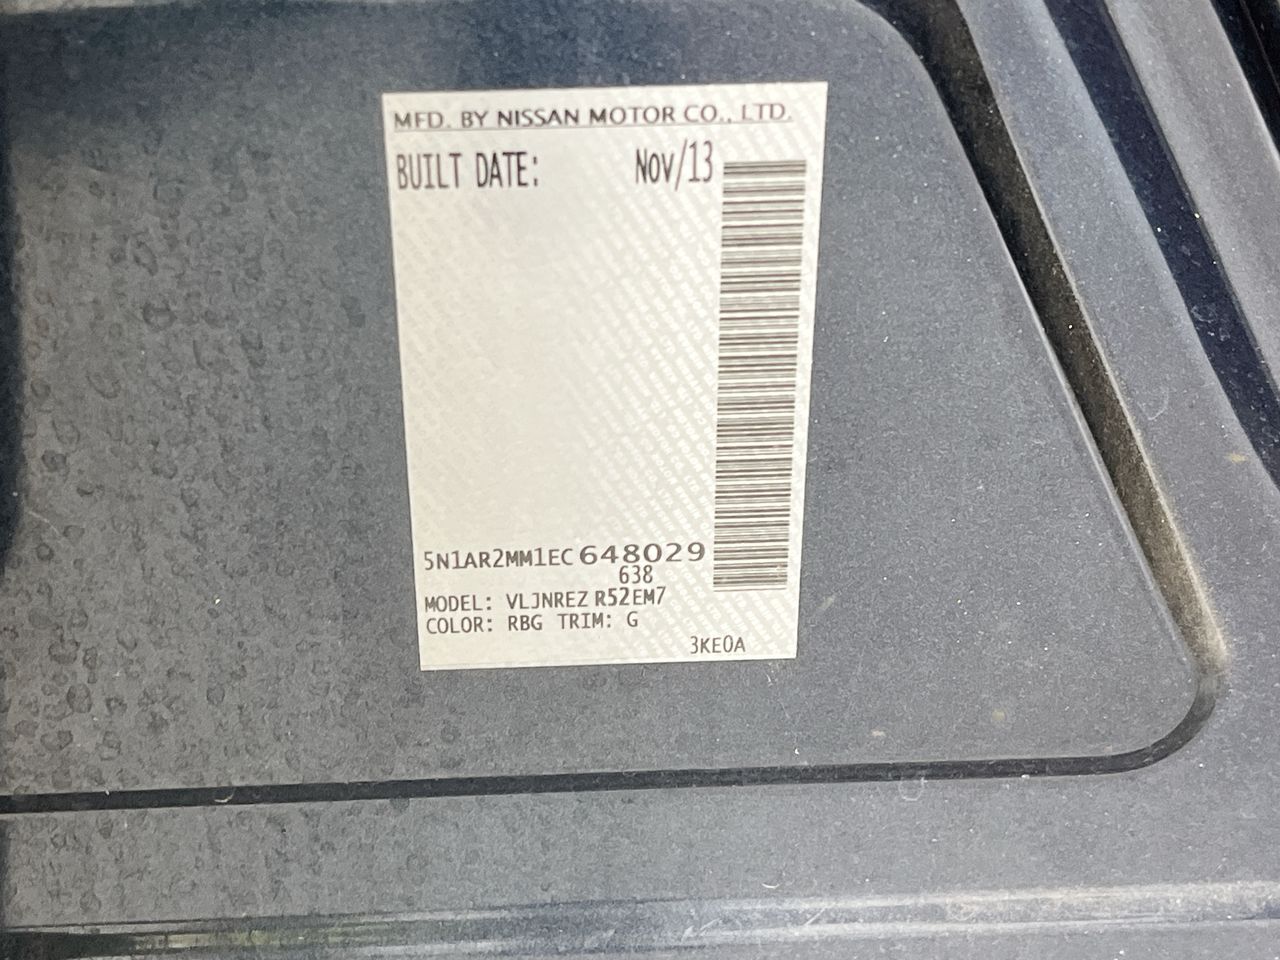 MFD. BY NISSAN MOTOR CO., LTD.
BUILT DATE: Nov/13
5N1AR2MM1EC648029
638
MODEL: VLJNREZ R52EM7
COLOR: RBG TRIM: G
3KE0A